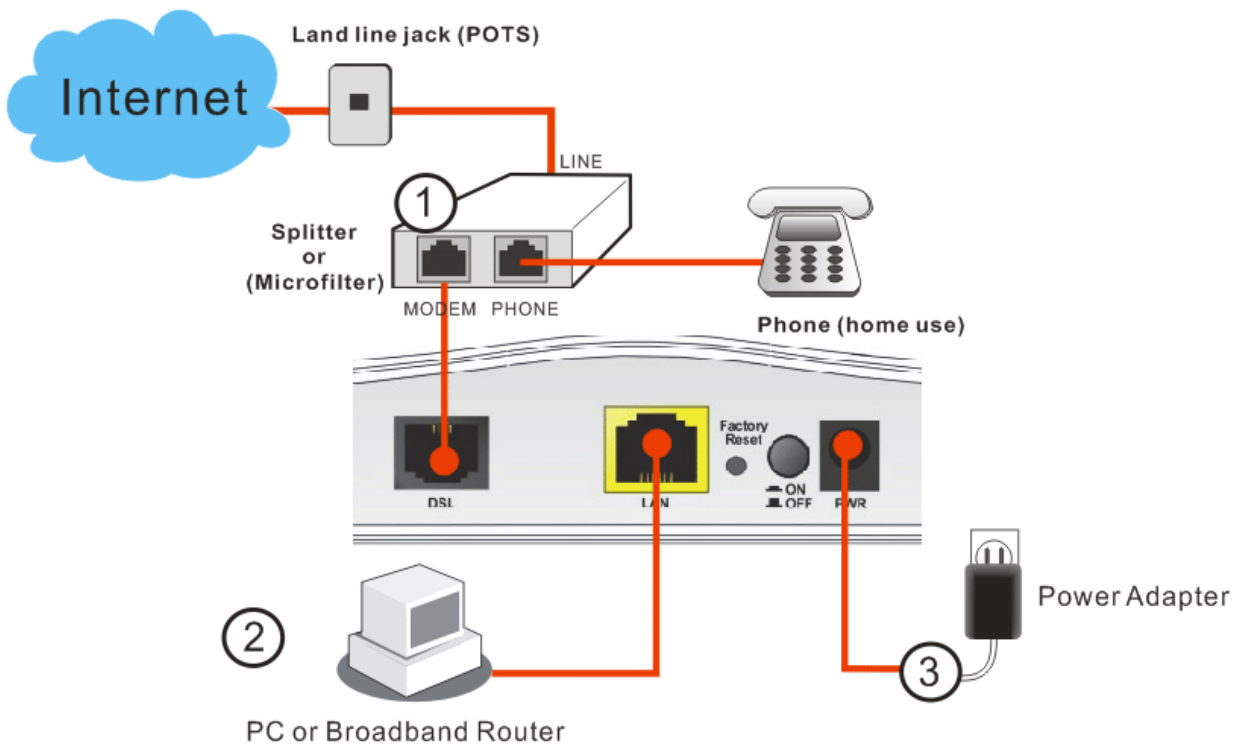 Land line jack (POTS)
Internet
LINE
1
Splitter
or
(Microfilter)
MODEM PHONE
Phone (home use)
Factory
Reset
ON
OFF
DSL
LAN
PWR
2
3
Power Adapter
PC or Broadband Router